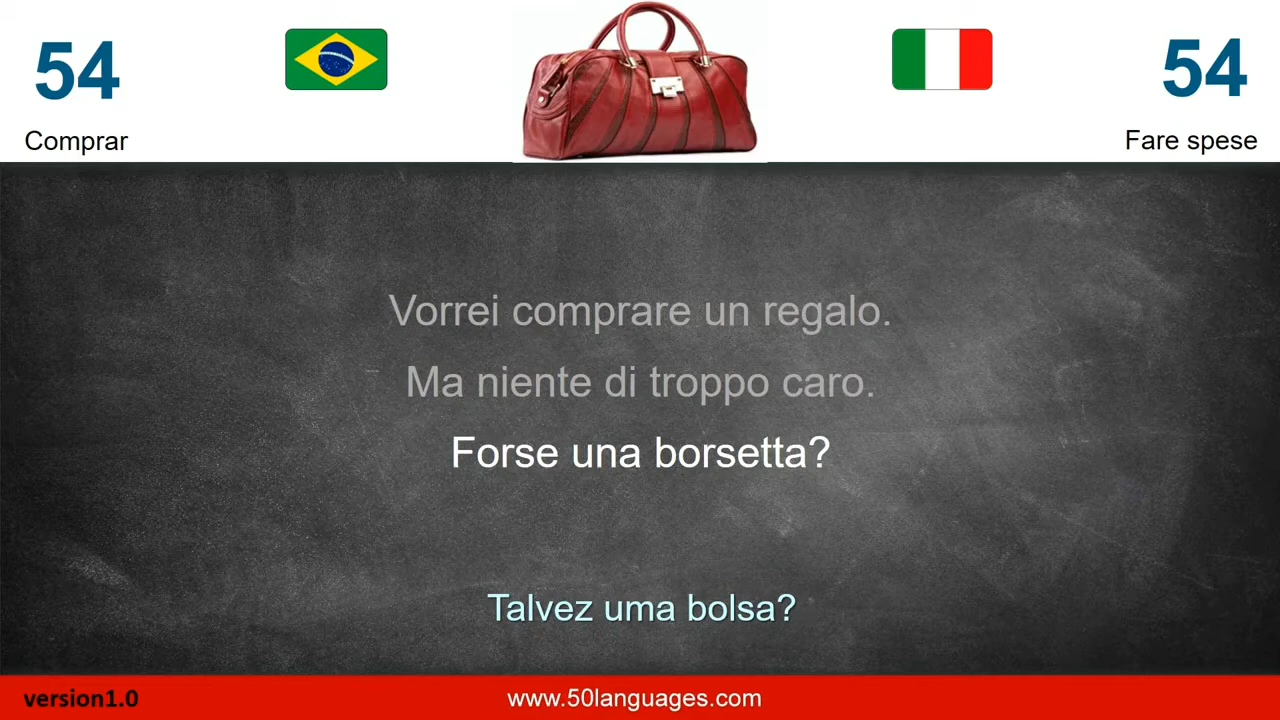 54
54
Comprar
Fare spese
Vorrei comprare un regalo.
Ma niente di troppo caro.
Forse una borsetta?
Talvez uma bolsa?
version1.0
www.50languages.com